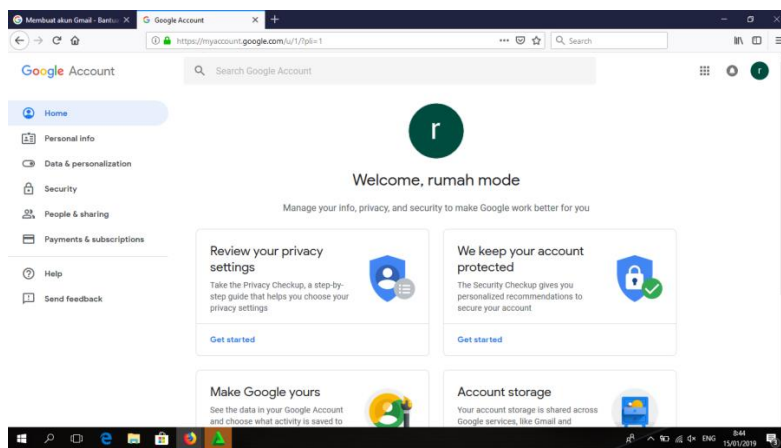 Membuat akun Gmail - Bantu
Google Account
https://myaccount.google.com/u/1/?pli=1
Search
Google Account
Search Google Account
r
Home
Personal info
Data & personalization
Security
People & sharing
Payments & subscriptions
Help
Send feedback
r
Welcome, rumah mode
Manage your info, privacy, and security to make Google work better for you
Review your privacy
settings
Take the Privacy Checkup, a step-by-
step guide that helps you choose your
privacy settings
Get started
We keep your account
protected
The Security Checkup gives you
personalized recommendations to
secure your account
Get started
Make Google yours
See the data in your Google Account
and choose what activity is saved to
Account storage
Your account storage is shared across
Google services, like Gmail and
ENG
8:44
15/01/2019